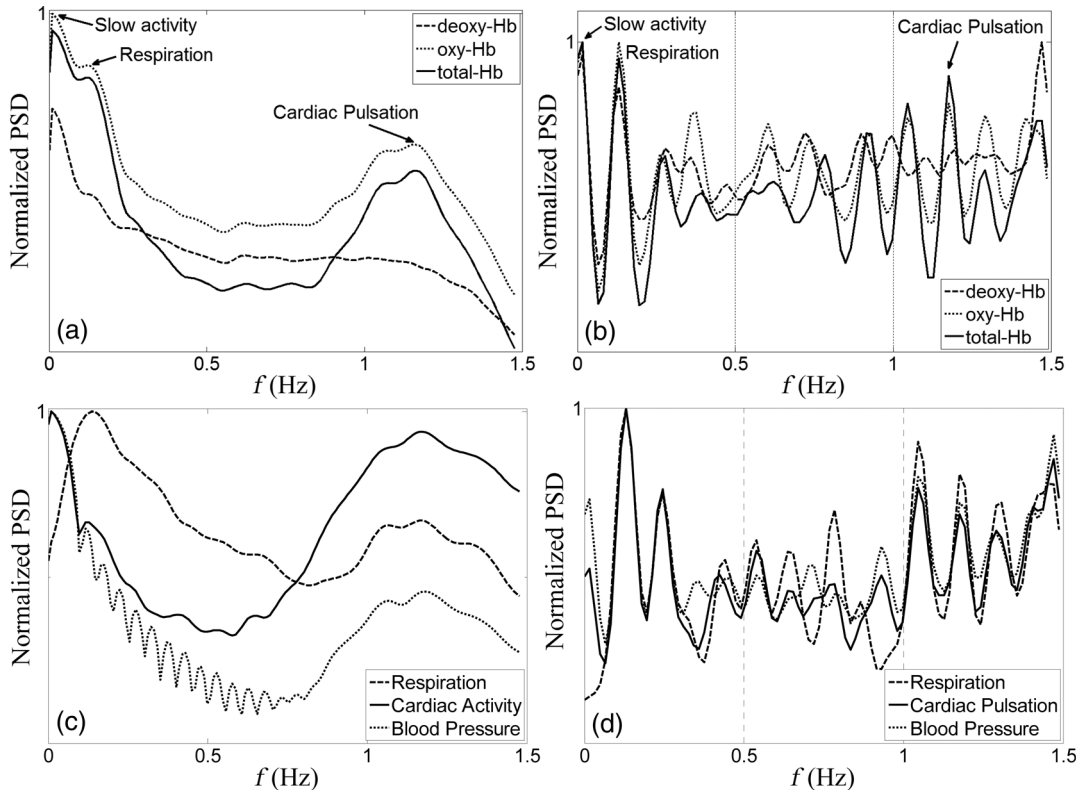 1
Slow activity
Respiration
Cardiac Pulsation
deoxy-Hb
oxy-Hb
total-Hb
Normalized PSD
(a)
0
0.5
1
1.5
f (Hz)
1
Slow activity
Respiration
Cardiac Pulsation
deoxy-Hb
oxy-Hb
total-Hb
Normalized PSD
(b)
0
0.5
1
1.5
f (Hz)
1
Normalized PSD
Respiration
Cardiac Activity
Blood Pressure
(c)
0
0.5
1
1.5
f (Hz)
1
Normalized PSD
Respiration
Cardiac Pulsation
Blood Pressure
(d)
0
0.5
1
1.5
f (Hz)